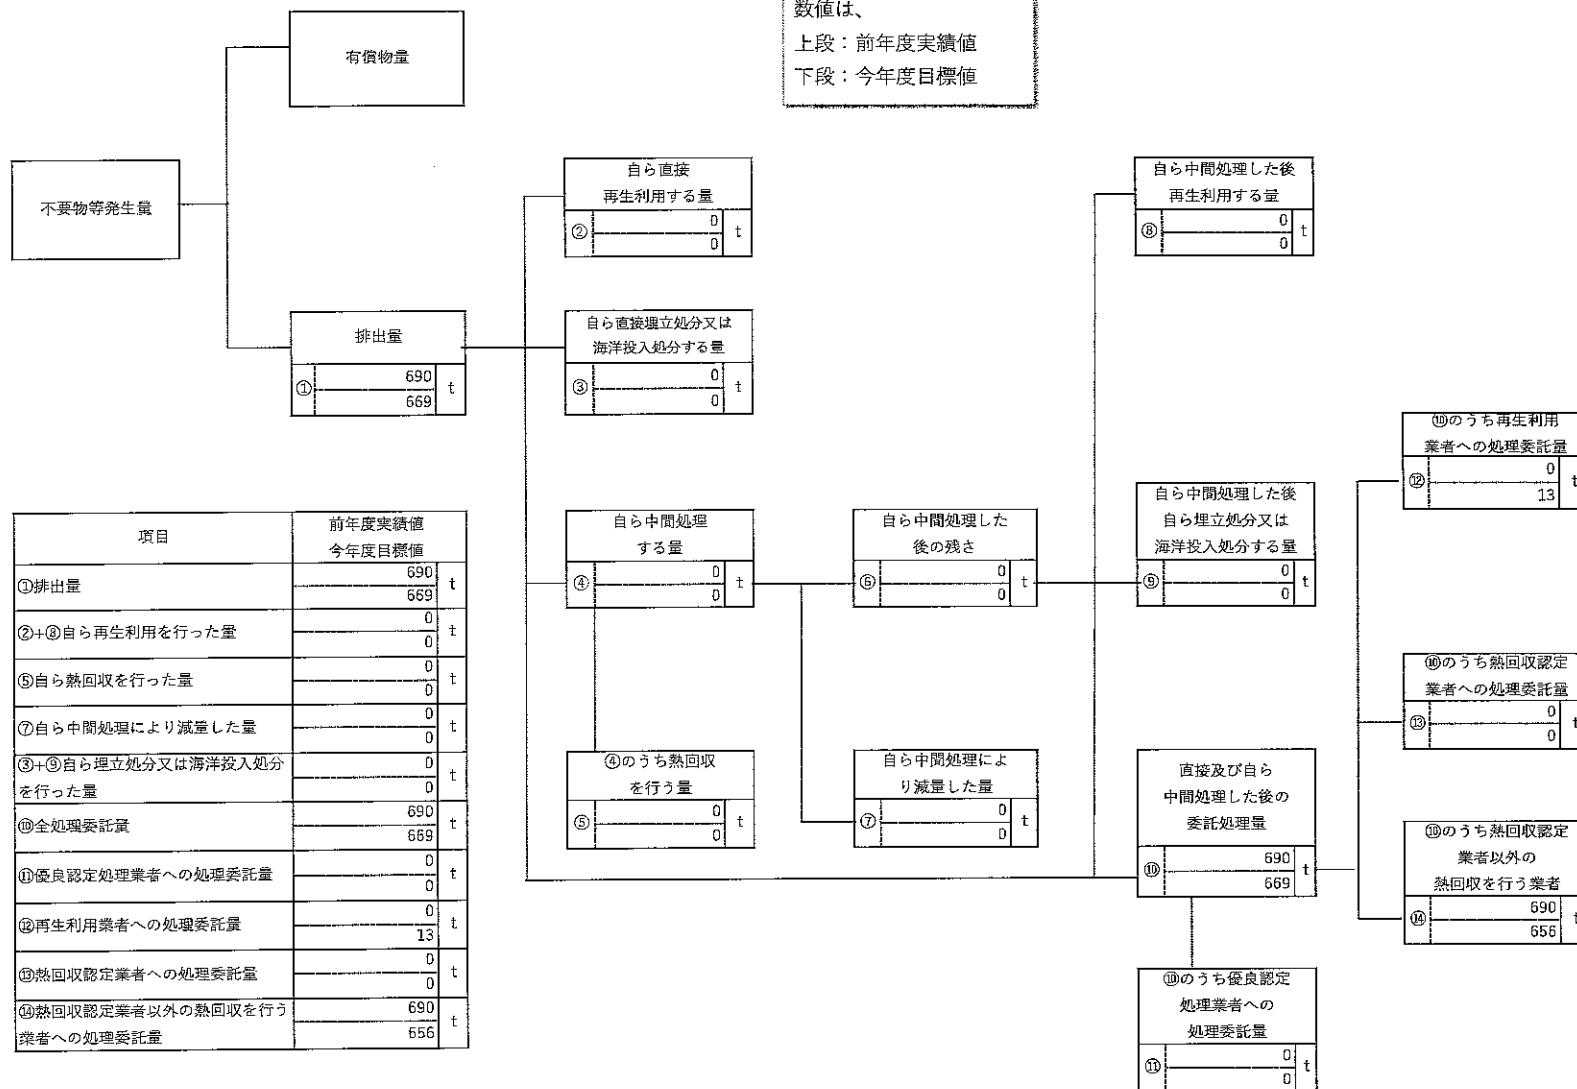 数値は、
上段：前年度実績値
下段：今年度目標値
有償物量
不要物等発生量
排出量
①
690
669
t
自ら直接
再生利用する量
②
0
0
t
自ら直接埋立処分又は
海洋投入処分する量
③
0
0
t
自ら中間処理
する量
④
0
0
t
④のうち熱回収
を行う量
⑤
0
0
t
自ら中間処理した
後の残さ
⑥
0
0
t
自ら中間処理によ
り減量した量
⑦
0
0
t
自ら中間処理した後
再生利用する量
⑧
0
0
t
自ら中間処理した後
自ら埋立処分又は
海洋投入処分する量
⑨
0
0
t
直接及び自ら
中間処理した後の
委託処理量
⑩
690
669
t
⑩のうち優良認定
処理業者への
処理委託量
⑪
0
0
t
⑩のうち再生利用
業者への処理委託量
⑫
0
13
t
⑩のうち熱回収認定
業者への処理委託量
⑬
0
0
t
⑩のうち熱回収認定
業者以外の
熱回収を行う業者
⑭
690
656
t
項目
前年度実績値
今年度目標値
①排出量
690
669
t
②+⑧自ら再生利用を行った量
0
0
t
⑤自ら熱回収を行った量
0
0
t
⑦自ら中間処理により減量した量
0
0
t
③+⑨自ら埋立処分又は海洋投入処分
を行った量
0
0
t
⑩全処理委託量
690
669
t
⑪優良認定処理業者への処理委託量
0
0
t
⑫再生利用業者への処理委託量
0
13
t
⑬熱回収認定業者への処理委託量
0
0
t
⑭熱回収認定業者以外の熱回収を行う
業者への処理委託量
690
656
t